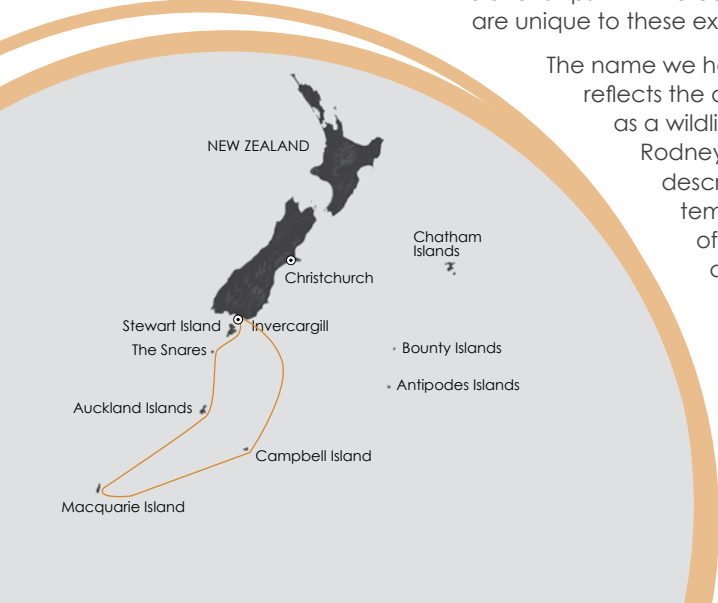 are unique to these
The name we
reflects the
as a wildli
Rodney
descr
tem
of
NEW ZEALAND
Chatham
Islands
Christchurch
Stewart Island
Invercargill
The Snares
Bounty Islands
Antipodes Islands
Auckland Islands
Campbell Island
Macquarie Island